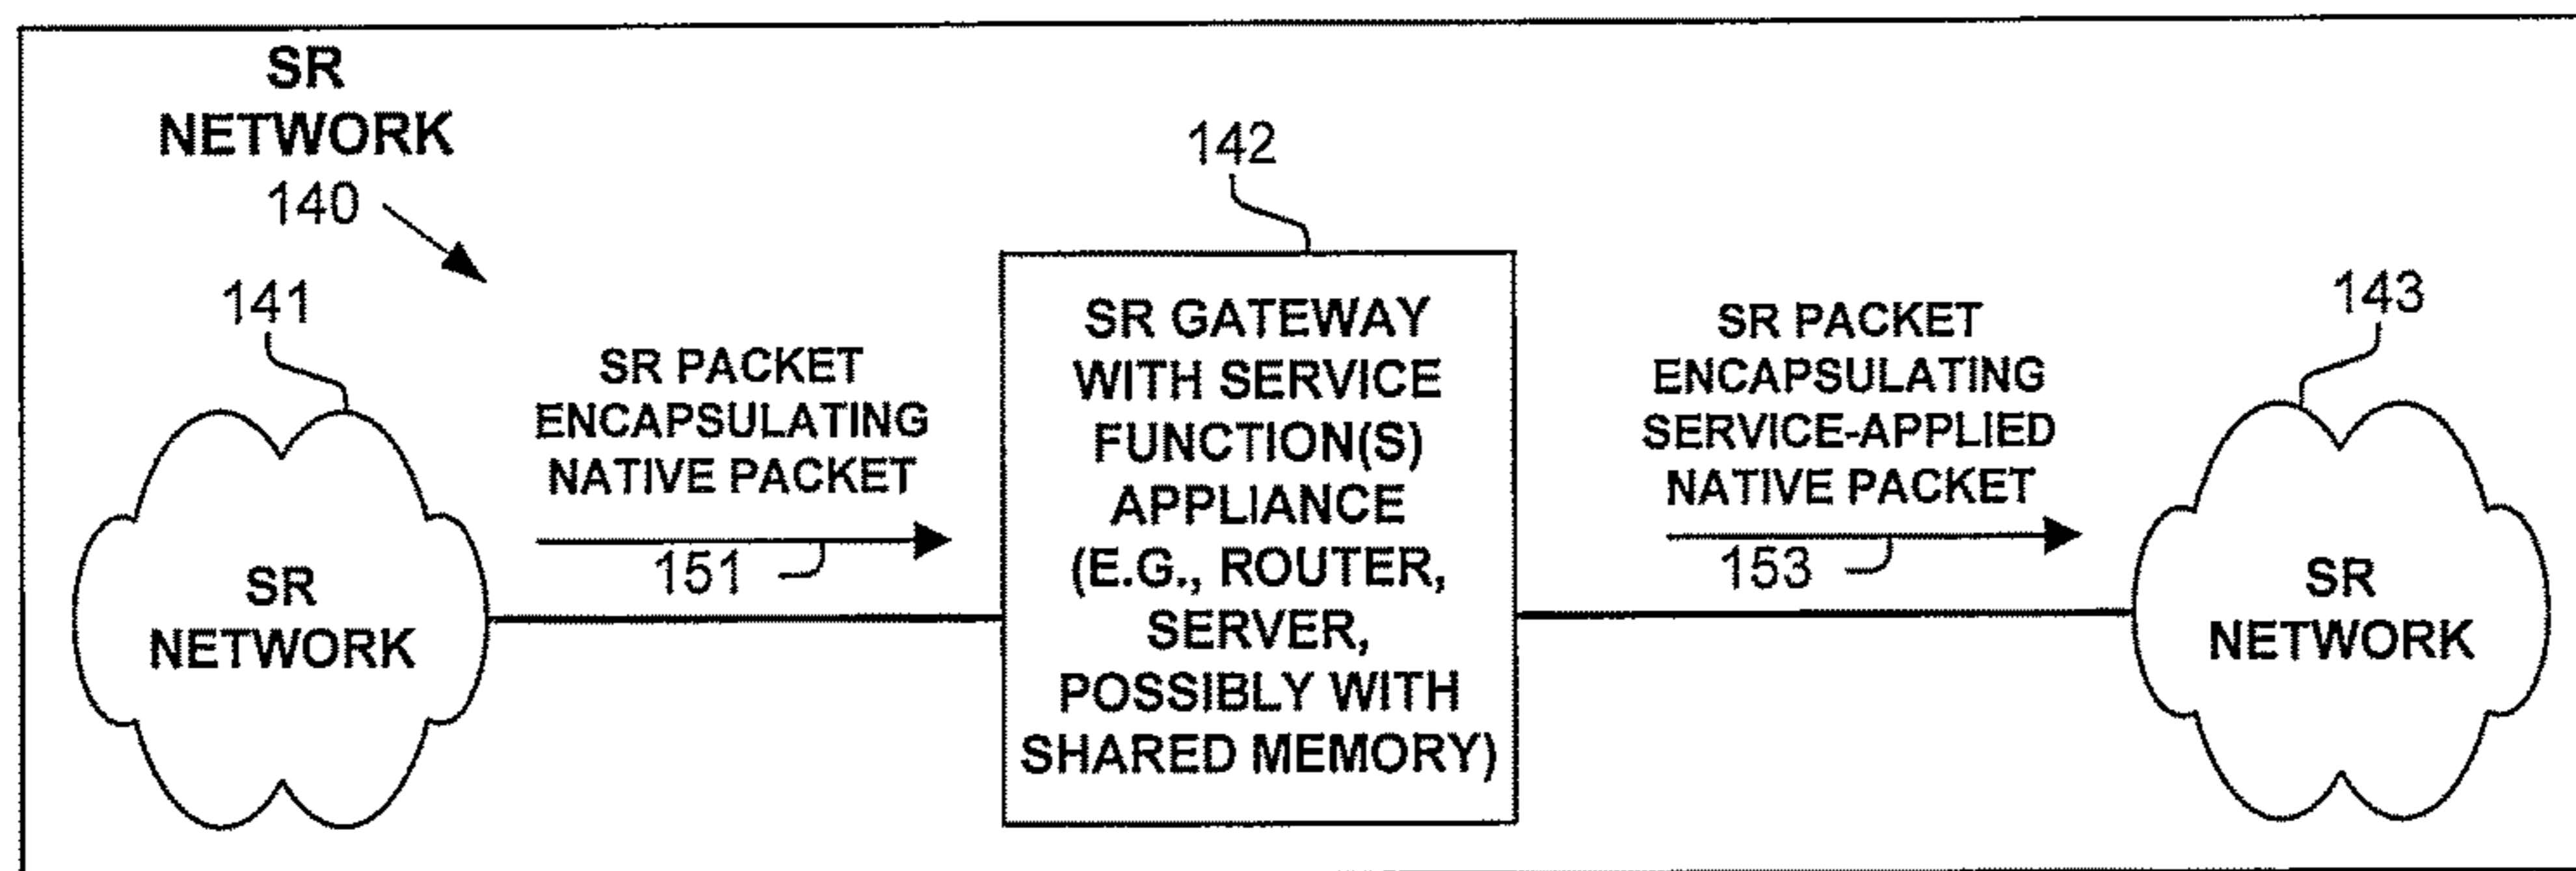 SR
NETWORK
140
141
SR
NETWORK
SR PACKET
ENCAPSULATING
NATIVE PACKET
151
142
SR GATEWAY
WITH SERVICE
FUNCTION(S)
APPLIANCE
(E.G., ROUTER,
SERVER,
POSSIBLY WITH
SHARED MEMORY)
SR PACKET
ENCAPSULATING
SERVICE-APPLIED
NATIVE PACKET
153
143
SR
NETWORK